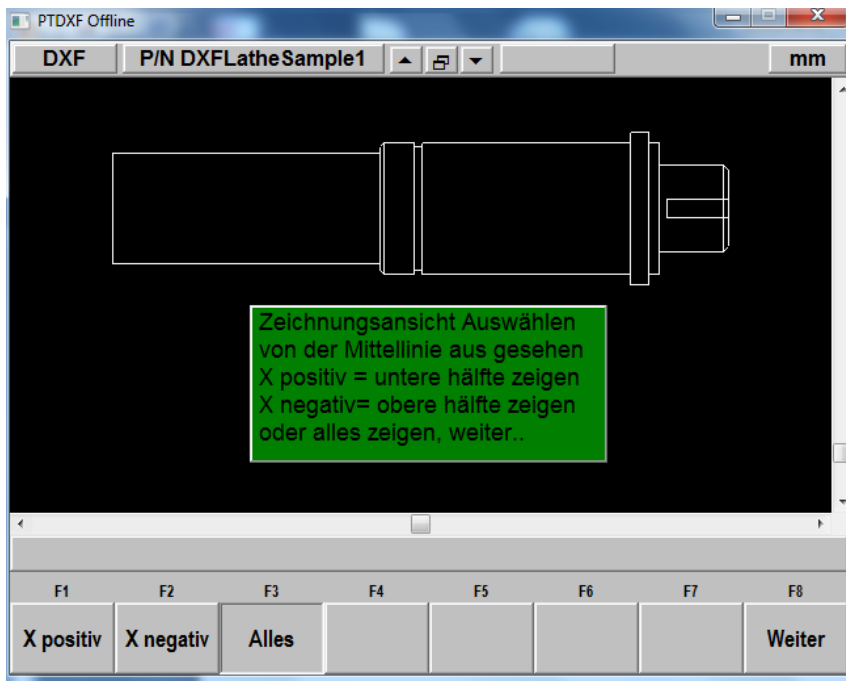 PTDXF Offline
DXF P/N DXFLatheSample1 mm
Zeichnungsansicht Auswählen
von der Mittellinie aus gesehen
X positiv = untere hälfte zeigen
X negativ= obere hälfte zeigen
oder alles zeigen, weiter..
F1 F2 F3 F4 F5 F6 F7 F8
X positiv X negativ Alles Weiter